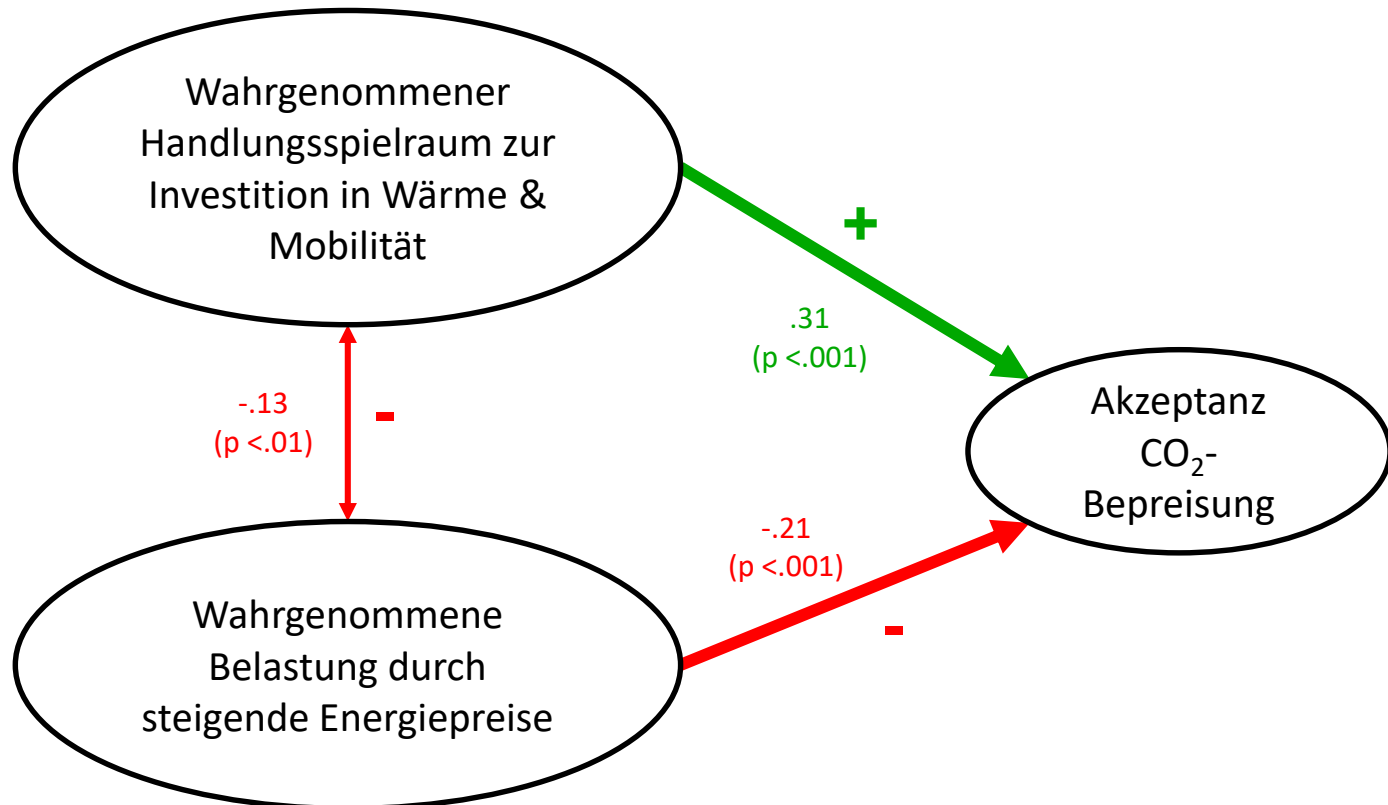 Wahrgenommener
Handlungsspielraum zur
Investition in Wärme &
Mobilität
+
.31
(p <.001)
-.13
(p <.01)
-
Akzeptanz
CO₂-
Bepreisung
-.21
(p <.001)
-
Wahrgenommene
Belastung durch
steigende Energiepreise